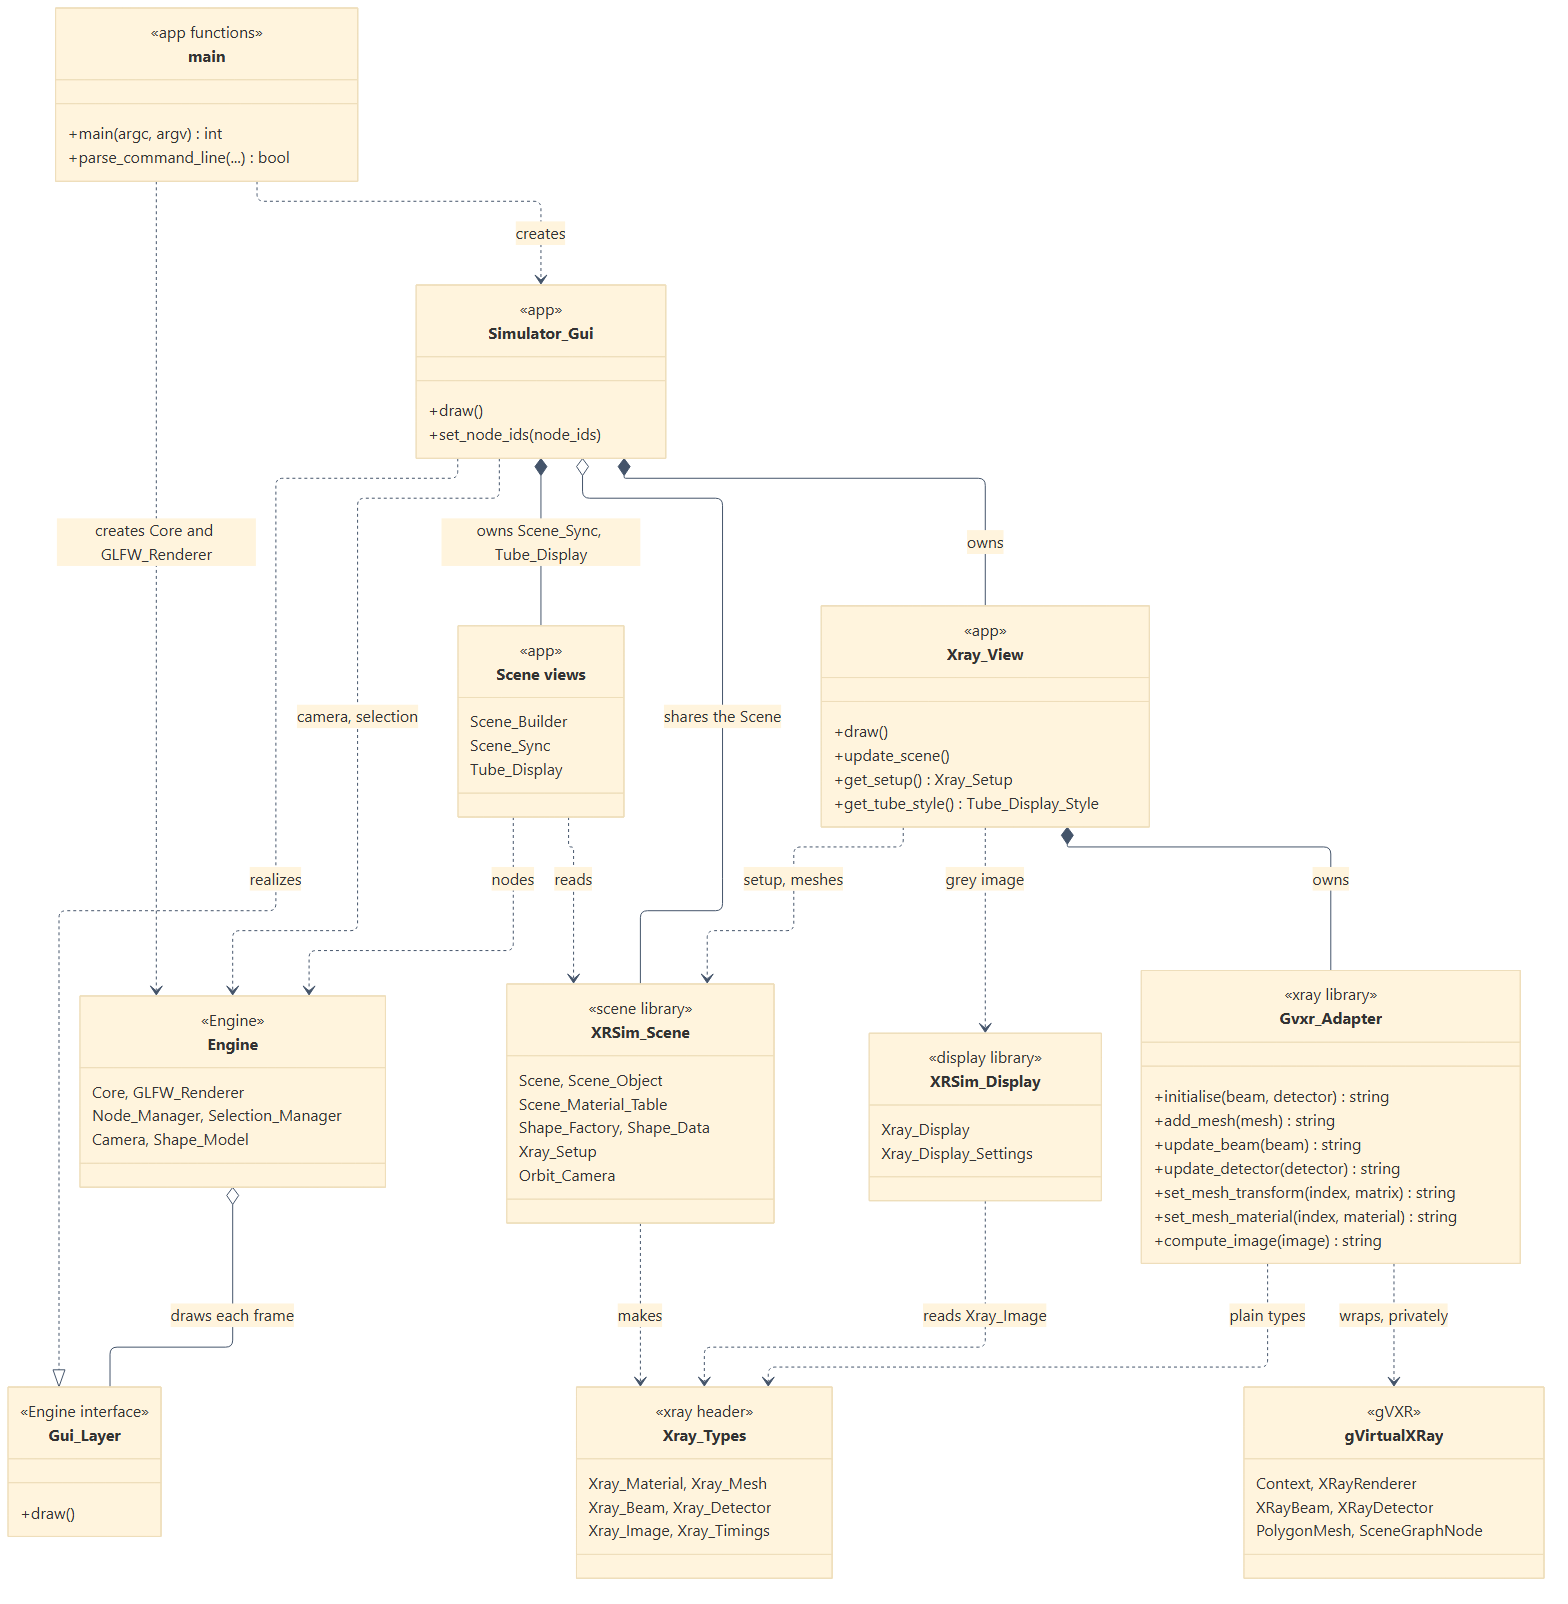 «app functions»
main
+main(argc, argv) : int
+parse_command_line(...) : bool
creates
«app»
Simulator_Gui
+draw()
+set_node_ids(node_ids)
creates Core and
GLFW_Renderer
owns Scene_Sync,
Tube_Display
owns
«app»
Scene views
Scene_Builder
Scene_Sync
Tube_Display
«app»
Xray_View
+draw()
+update_scene()
+get_setup() : Xray_Setup
+get_tube_style() : Tube_Display_Style
camera, selection
shares the Scene
realizes
nodes
reads
setup, meshes
grey image
owns
«Engine»
Engine
Core, GLFW_Renderer
Node_Manager, Selection_Manager
Camera, Shape_Model
«scene library»
XRSim_Scene
Scene, Scene_Object
Scene_Material_Table
Shape_Factory, Shape_Data
Xray_Setup
Orbit_Camera
«display library»
XRSim_Display
Xray_Display
Xray_Display_Settings
«xray library»
Gvxr_Adapter
+initialise(beam, detector) : string
+add_mesh(mesh) : string
+update_beam(beam) : string
+update_detector(detector) : string
+set_mesh_transform(index, matrix) : string
+set_mesh_material(index, material) : string
+compute_image(image) : string
draws each frame
makes
reads Xray_Image
plain types
wraps, privately
«Engine interface»
Gui_Layer
+draw()
«xray header»
Xray_Types
Xray_Material, Xray_Mesh
Xray_Beam, Xray_Detector
Xray_Image, Xray_Timings
«gVXR»
gVirtualXRay
Context, XRayRenderer
XRayBeam, XRayDetector
PolygonMesh, SceneGraphNode